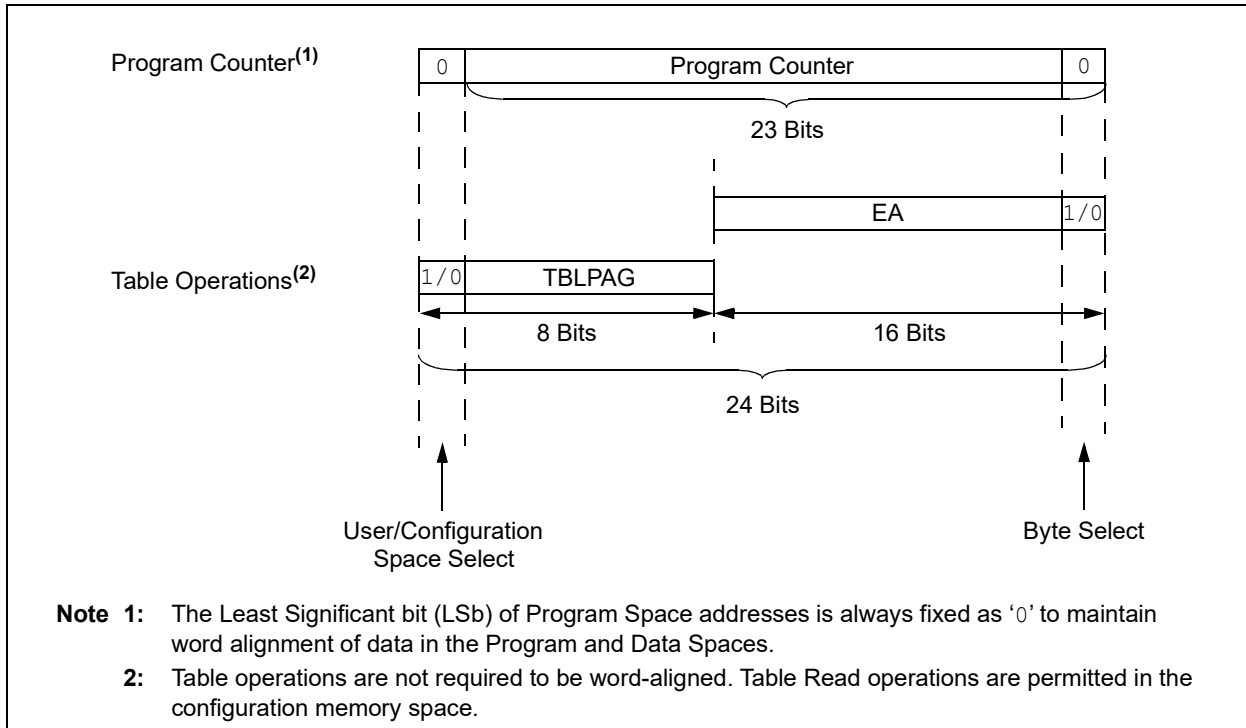 Program Counter(1)
0 Program Counter 0
23 Bits
EA 1/0
Table Operations(2)
1/0 TBLPAG
8 Bits 16 Bits
24 Bits
User/Configuration
Space Select
Byte Select
Note 1: The Least Significant bit (LSb) of Program Space addresses is always fixed as ‘0’ to maintain
word alignment of data in the Program and Data Spaces.
2: Table operations are not required to be word-aligned. Table Read operations are permitted in the
configuration memory space.